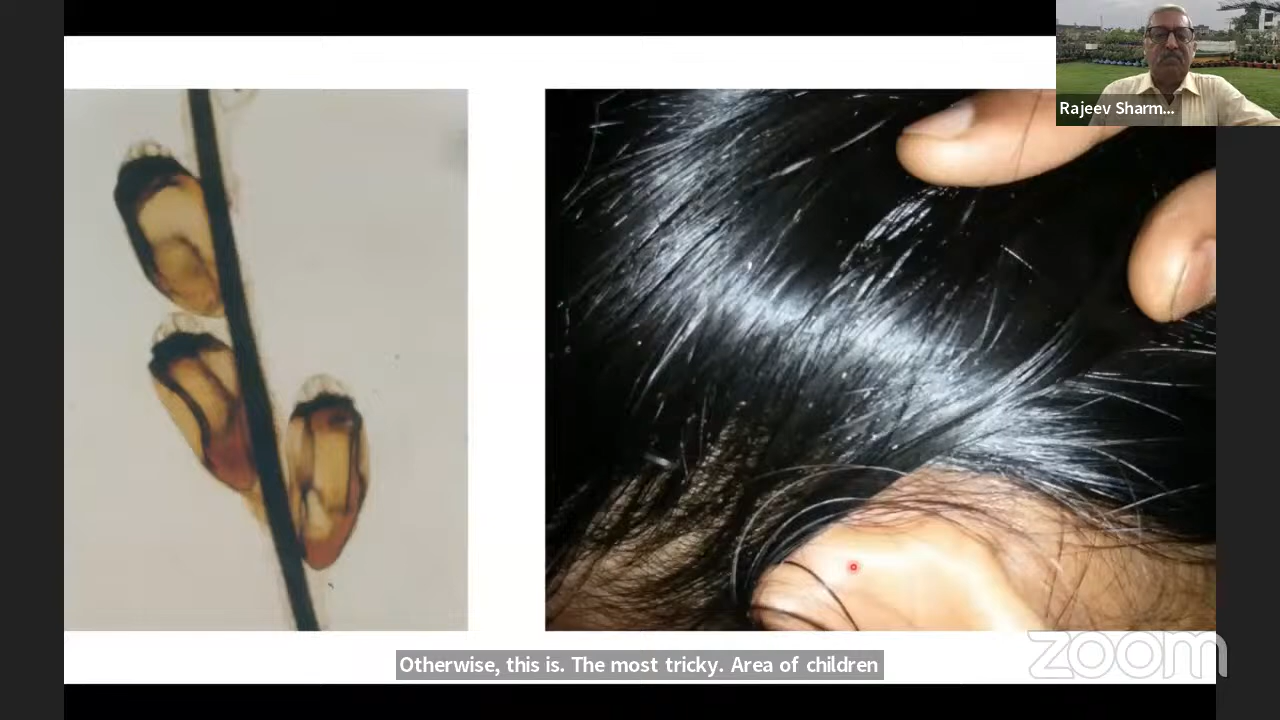 Rajeev Sharm...
Otherwise, this is. The most tricky. Area of children
zoom